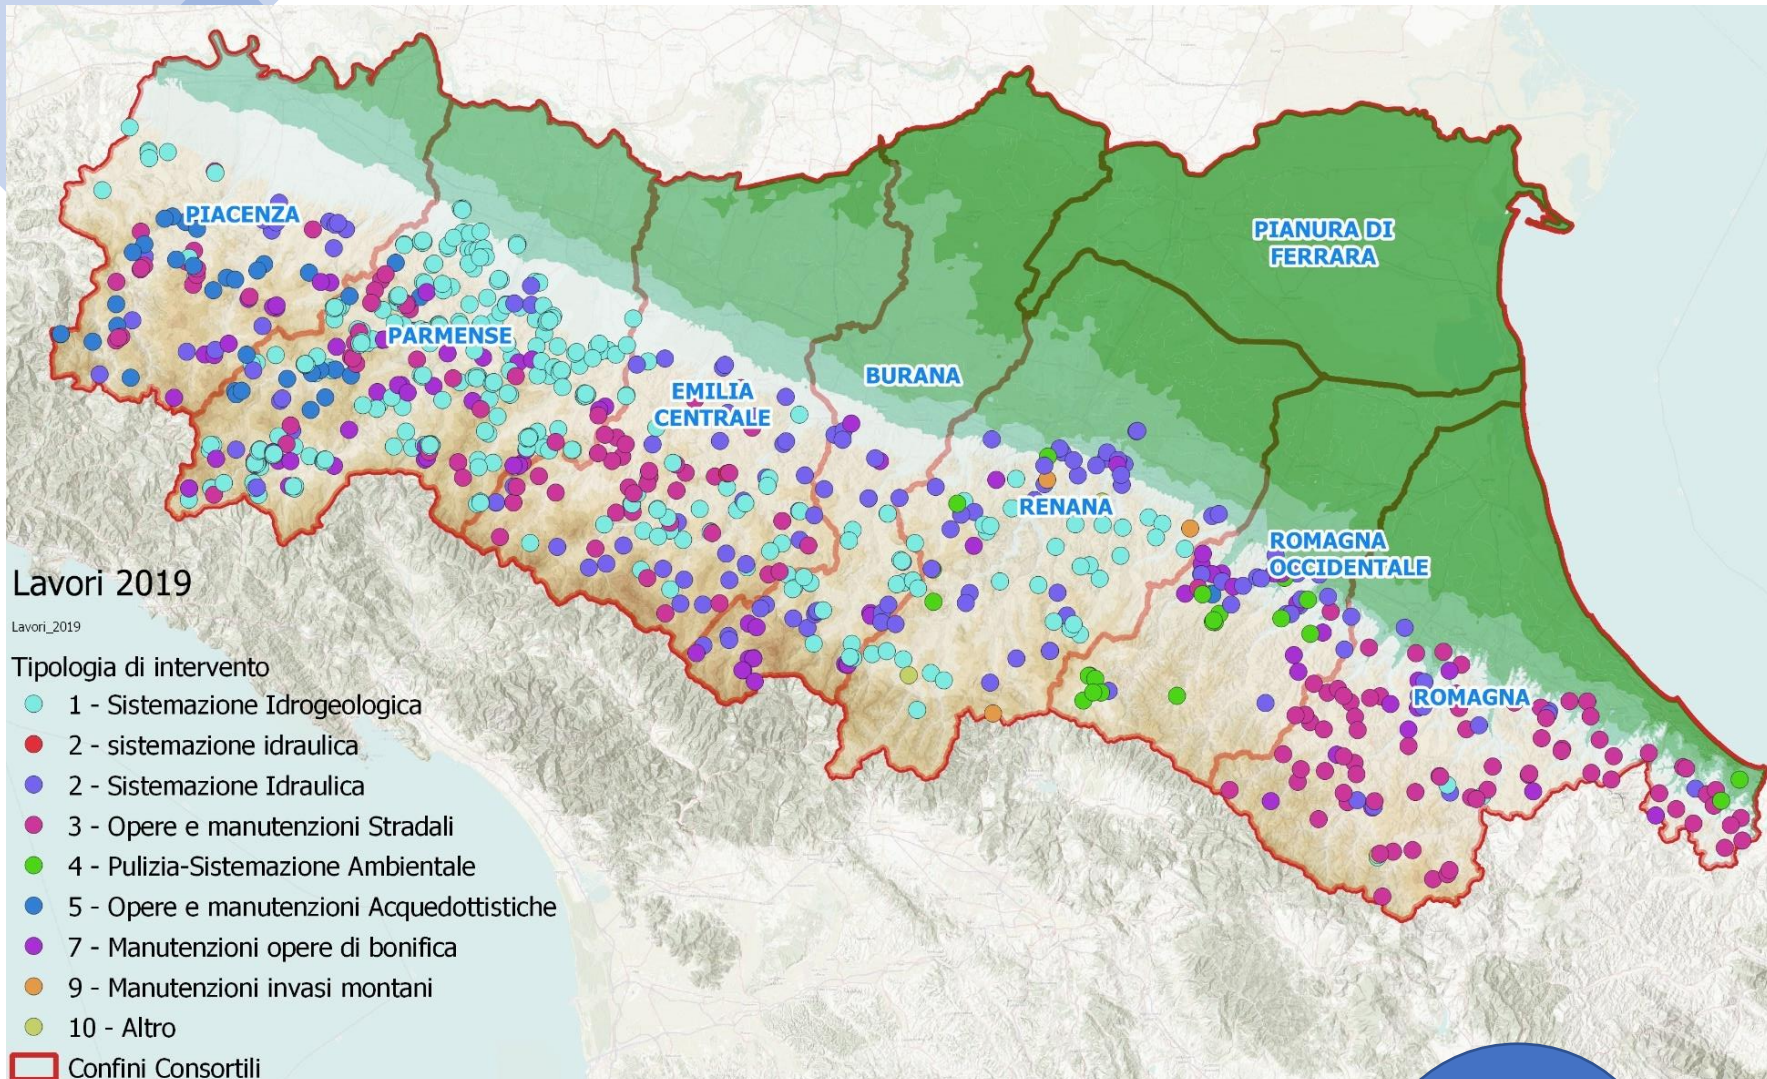 PIACENZA
PARMENSE
EMILIA
CENTRALE
BURANA
PIANURA DI
FERRARA
RENANA
ROMAGNA
OCCIDENTALE
ROMAGNA
Lavori 2019
Lavori_2019
Tipologia di intervento
1 - Sistemazione Idrogeologica
2 - sistemazione idraulica
2 - Sistemazione Idraulica
3 - Opere e manutenzioni Stradali
4 - Pulizia-Sistemazione Ambientale
5 - Opere e manutenzioni Acquedottistiche
7 - Manutenzioni opere di bonifica
9 - Manutenzioni invasi montani
10 - Altro
Confini Consortili